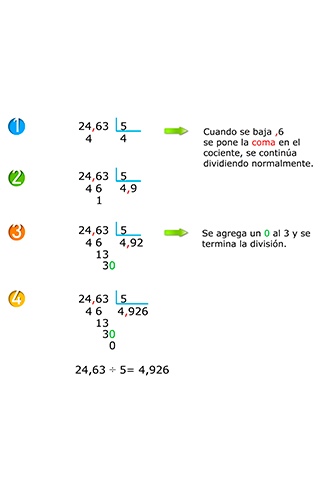 1
24,63 5
4 4
Cuando se baja ,6
se pone la coma en el
cociente, se continúa
dividiendo normalmente.
2
24,63 5
4 6 4,9
1
3
24,63 5
4 6 4,92
13
30
Se agrega un 0 al 3 y se
termina la división.
4
24,63 5
4 6 4,926
13
30
0
24,63 ÷ 5= 4,926